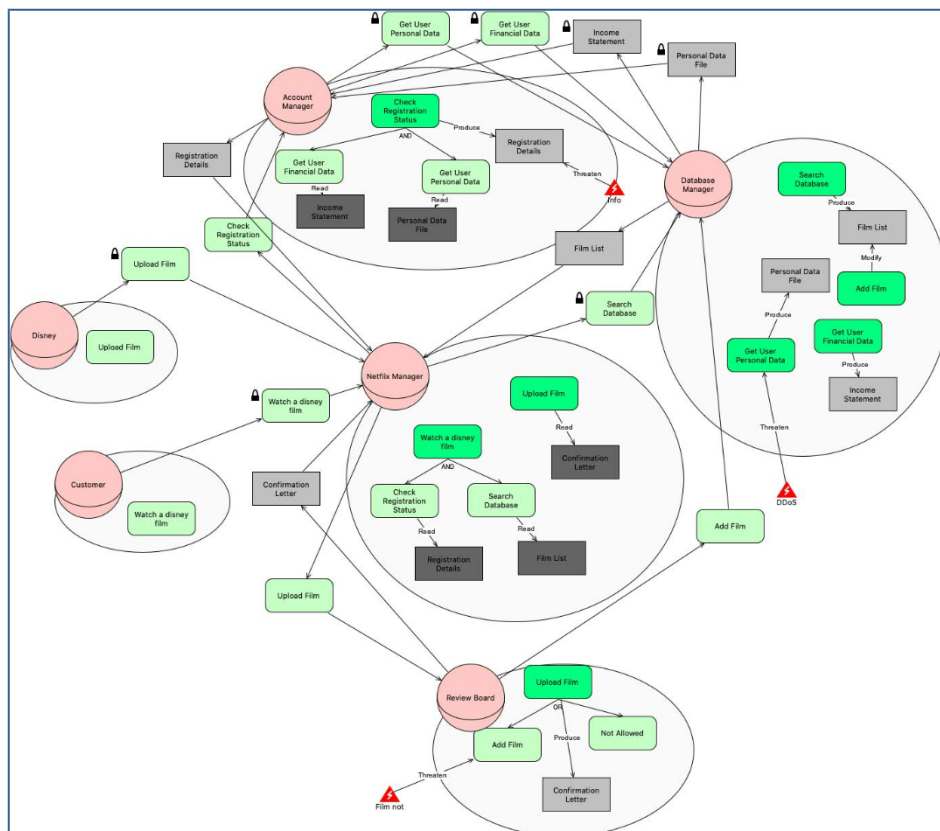 Get User
Personal Data
Get User
Financial Data
Income
Statement
Personal Data
File
Account
Manager
Check
Registration
Status
AND
Produce
Registration
Details
Registration
Details
Get User
Financial Data
Get User
Personal Data
Threaten
Info
Read
Read
Income
Statement
Personal Data
File
Database
Manager
Search
Database
Produce
Film List
Modify
Add Film
Personal Data
File
Produce
Get User
Personal Data
Get User
Financial Data
Produce
Income
Statement
Threaten
DDoS
Check
Registration
Status
Film List
Upload Film
Search
Database
Disney
Upload Film
Netflix Manager
Watch a disney
film
Upload Film
Read
Confirmation
Letter
Watch a disney
film
AND
Check
Registration
Status
Search
Database
Read
Read
Registration
Details
Film List
Customer
Watch a disney
film
Confirmation
Letter
Add Film
Upload Film
Review Board
Upload Film
OR
Add Film
Produce
Not Allowed
Threaten
Film not
Confirmation
Letter